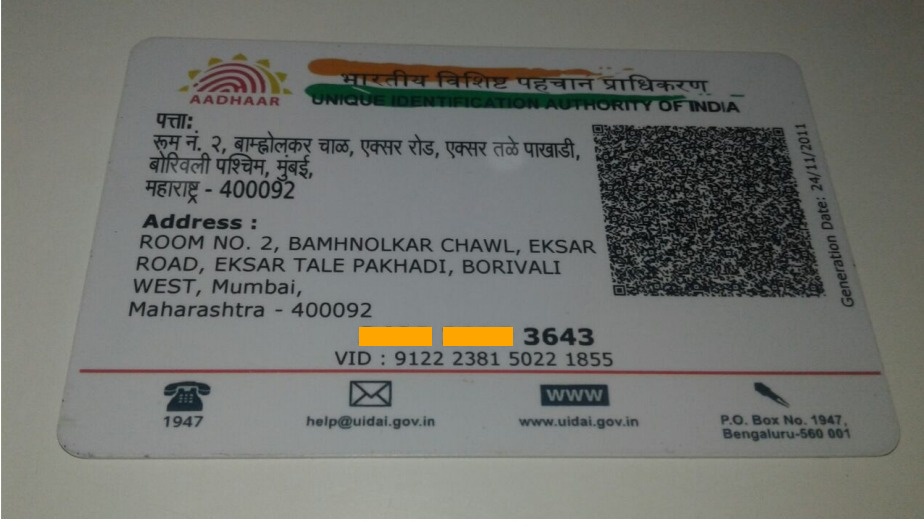 AADHAAR
भारतीय विशिष्ट पहचान प्राधिकरण
UNIQUE IDENTIFICATION AUTHORITY OF INDIA
पत्ता:
रूम नं. २, बाम्ह्नोलकर चाळ, एक्सर रोड, एक्सर तळे पाखाडी,
बोरिवली पश्चिम, मुंबई,
महाराष्ट्र - 400092
Address :
ROOM NO. 2, BAMHNOLKAR CHAWL, EKSAR
ROAD, EKSAR TALE PAKHADI, BORIVALI
WEST, Mumbai,
Maharashtra - 400092
Generation Date: 24/11/2011
3643
VID : 9122 2381 5022 1855
1947
help@uidai.gov.in
WWW
www.uidai.gov.in
P.O. Box No. 1947,
Bengaluru-560 001